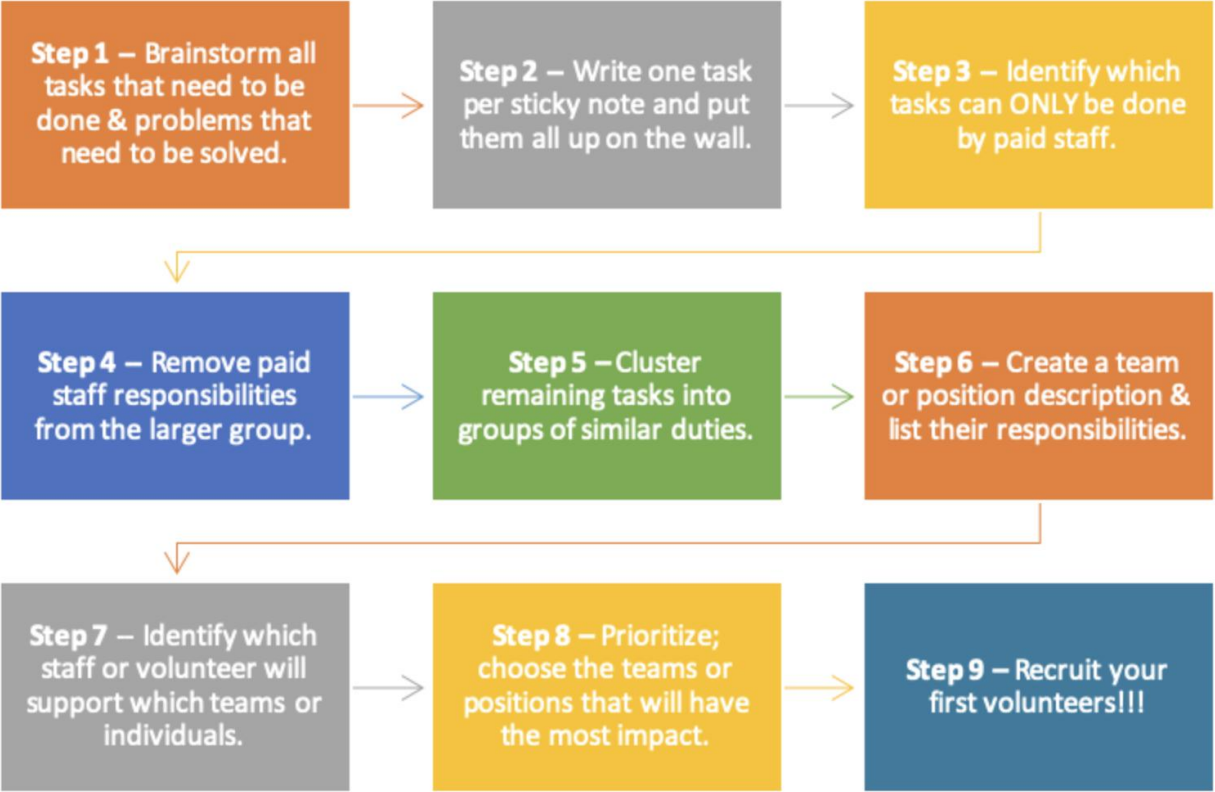 Step 1 – Brainstorm all
tasks that need to be
done & problems that
need to be solved.
Step 2 – Write one task
per sticky note and put
them all up on the wall.
Step 3 – Identify which
tasks can ONLY be done
by paid staff.
Step 4 – Remove paid
staff responsibilities
from the larger group.
Step 5 – Cluster
remaining tasks into
groups of similar duties.
Step 6 – Create a team
or position description &
list their responsibilities.
Step 7 – Identify which
staff or volunteer will
support which teams or
individuals.
Step 8 – Prioritize;
choose the teams or
positions that will have
the most impact.
Step 9 – Recruit your
first volunteers!!!